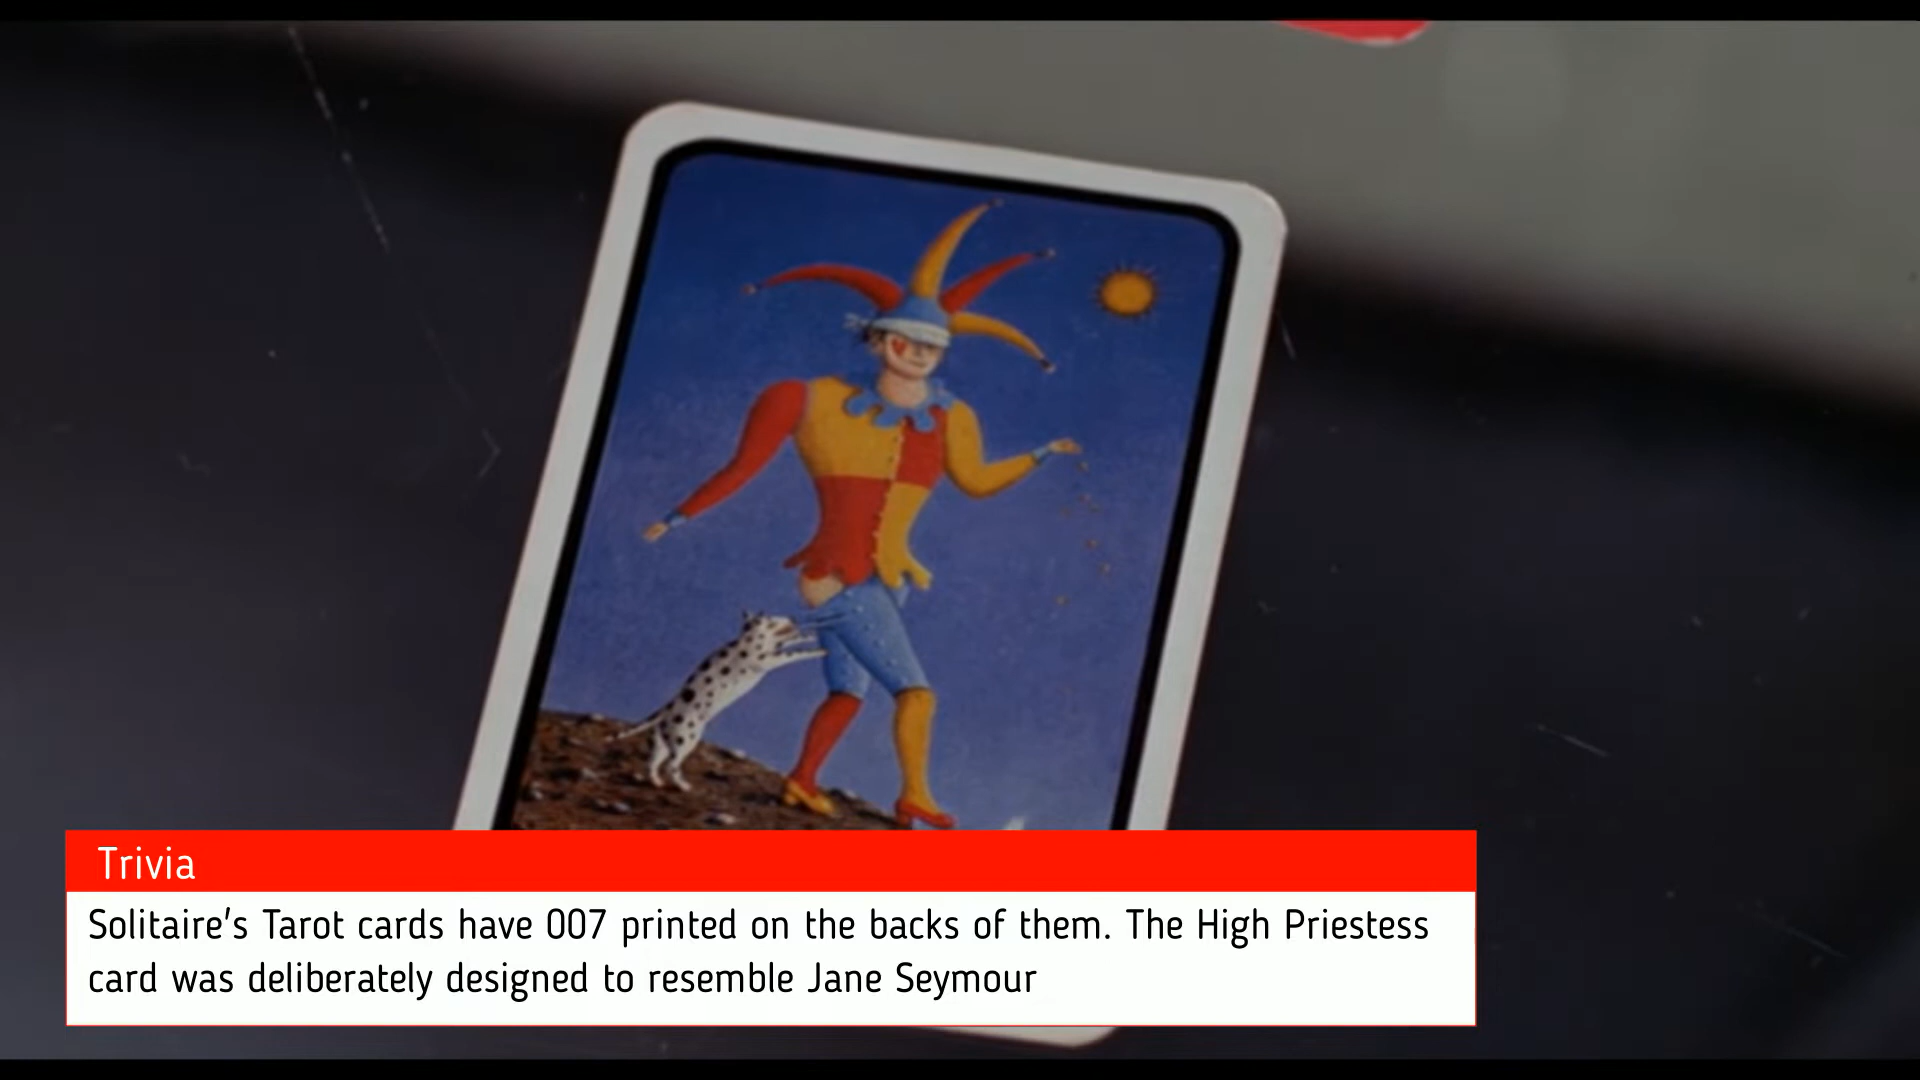 Trivia
Solitaire's Tarot cards have 007 printed on the backs of them. The High Priestess
card was deliberately designed to resemble Jane Seymour